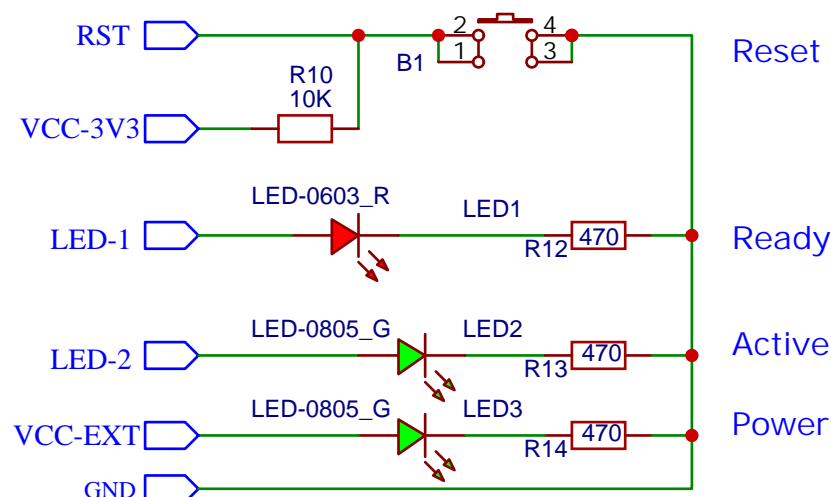 RST
2
4
1
3
B1
Reset
R10
10K
VCC-3V3
LED-0603_R
LED1
LED-1
R12
470
Ready
LED-0805_G
LED2
LED-2
R13
470
Active
LED-0805_G
LED3
VCC-EXT
R14
470
Power
GND